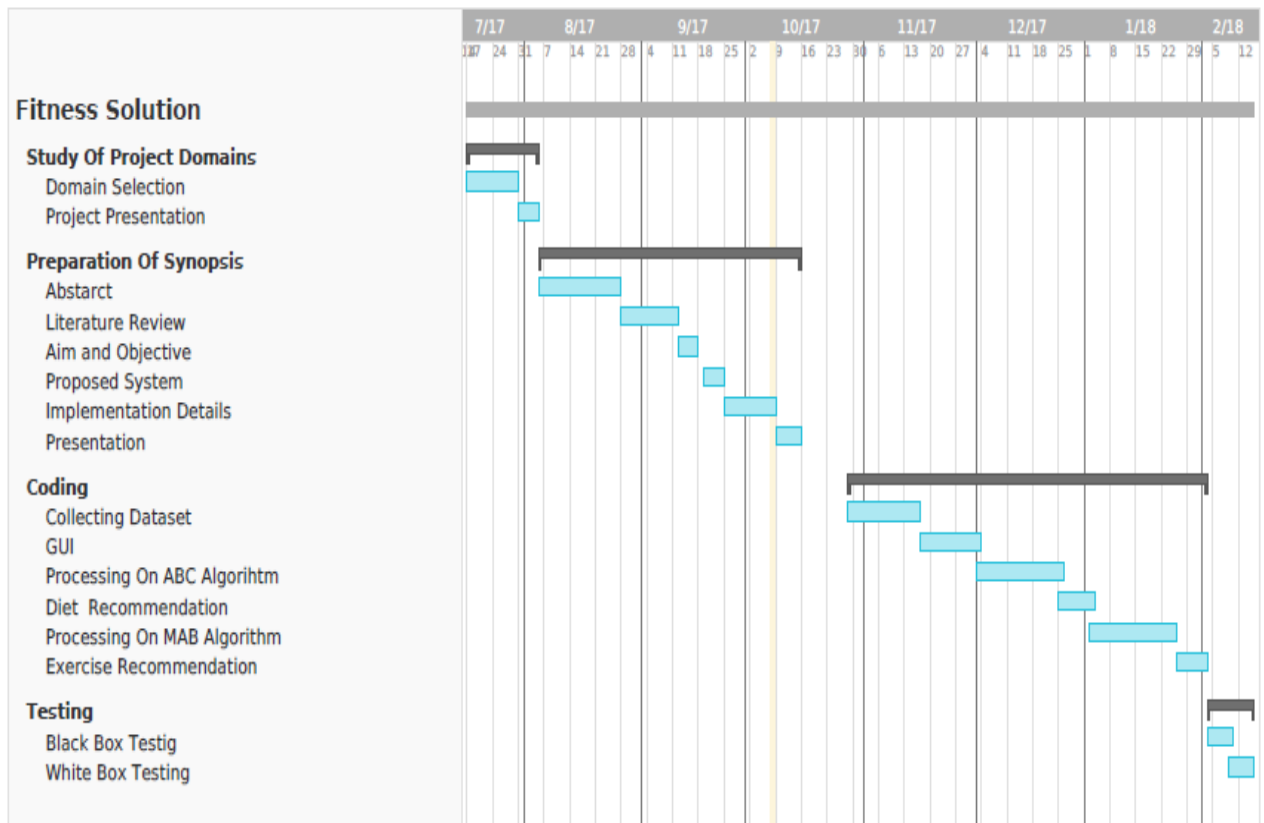 7/17 8/17 9/17 10/17 11/17 12/17 1/18 2/18
17 24 31 7 14 21 28 4 11 18 25 2 9 16 23 30 6 13 20 27 4 11 18 25 1 8 15 22 29 5 12
Fitness Solution
Study Of Project Domains
Domain Selection
Project Presentation
Preparation Of Synopsis
Abstarct
Literature Review
Aim and Objective
Proposed System
Implementation Details
Presentation
Coding
Collecting Dataset
GUI
Processing On ABC Algorihtm
Diet  Recommendation
Processing On MAB Algorithm
Exercise Recommendation
Testing
Black Box Testig
White Box Testing